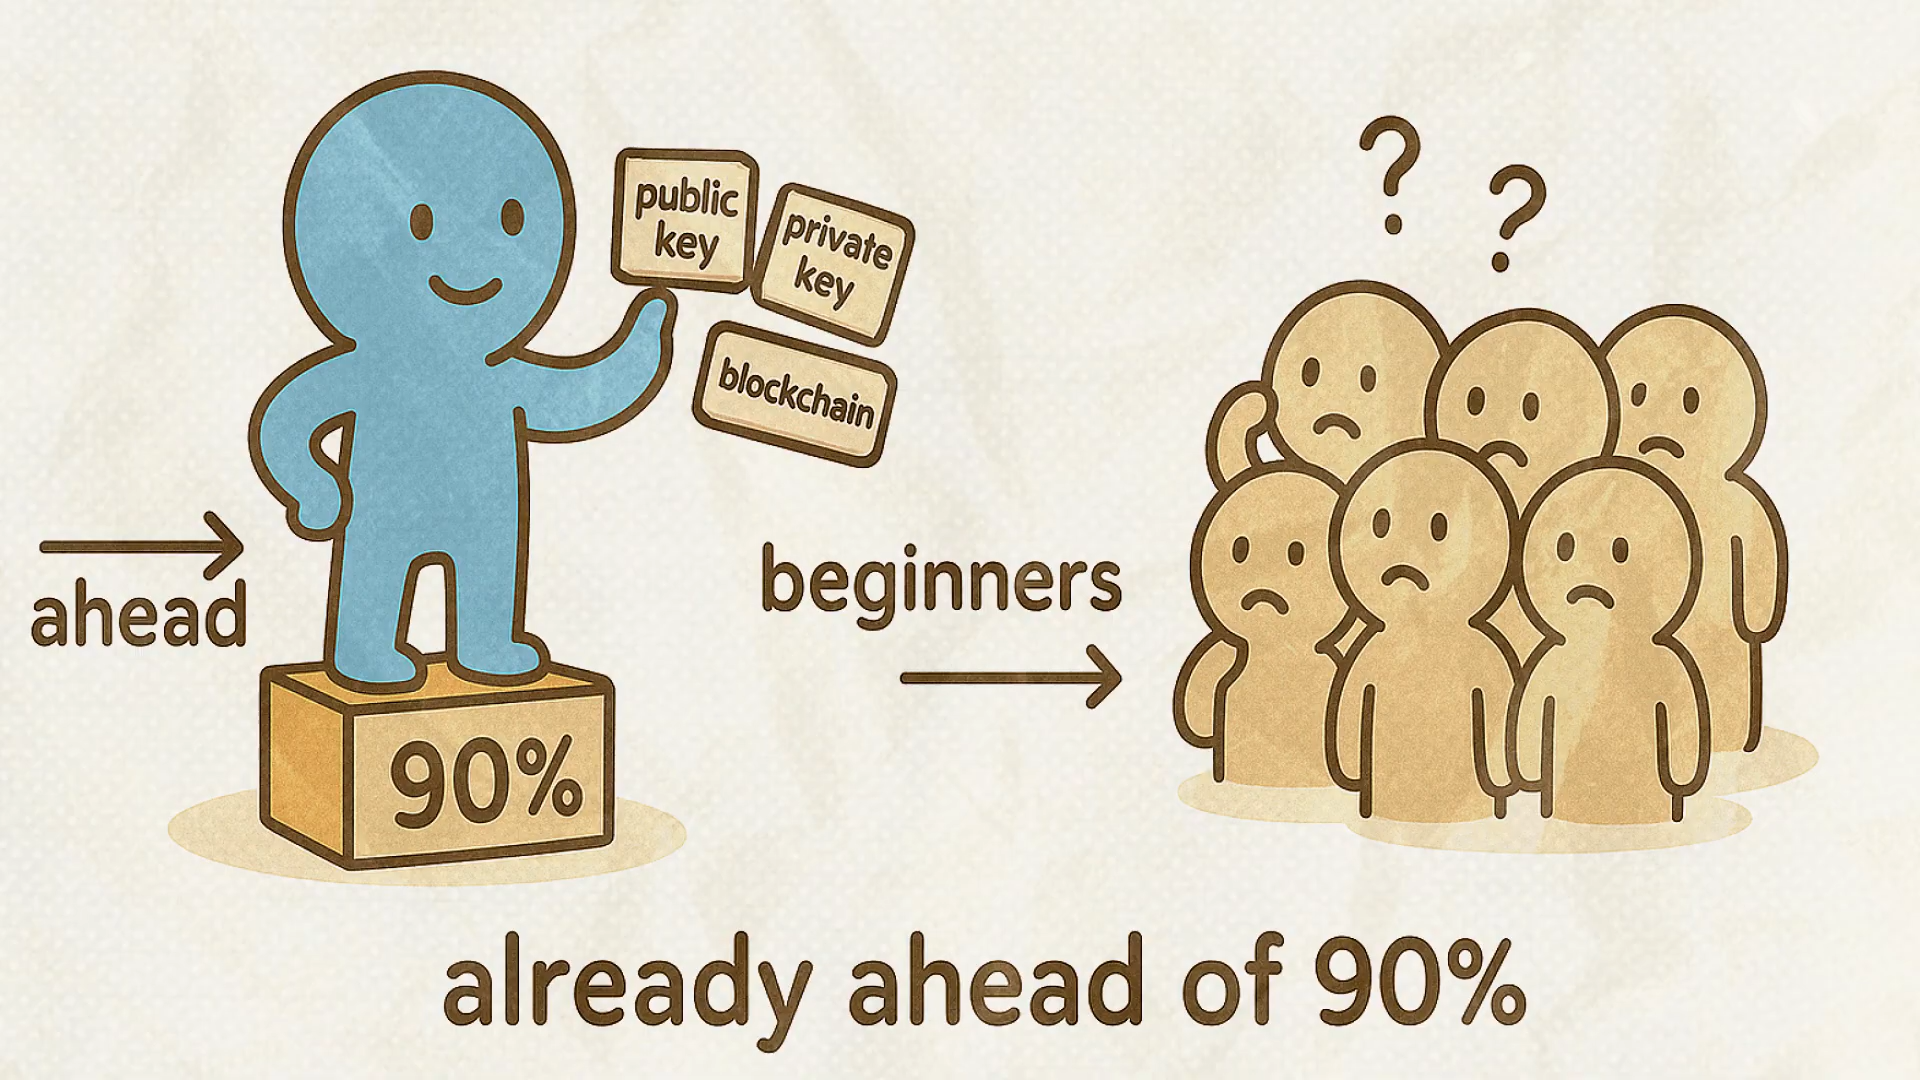 public
key
private
key
blockchain
ahead
beginners
90%
?
?
already ahead of 90%